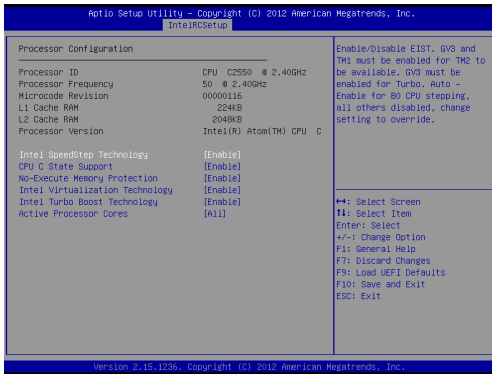 Aptio Setup Utility – Copyright (C) 2012 American Megatrends, Inc.
IntelRCSetup
Processor Configuration
Processor ID CPU C2550 @ 2.40GHz
Processor Frequency 50 @ 2.40GHz
Microcode Revision 00000116
L1 Cache RAM 224KB
L2 Cache RAM 2048KB
Processor Version Intel(R) Atom(TM) CPU C
Intel SpeedStep Technology [Enable]
CPU C State Support [Enable]
No-Execute Memory Protection [Enable]
Intel Virtualization Technology [Enable]
Intel Turbo Boost Technology [Enable]
Active Processor Cores [All]
Enable/Disable EIST. GV3 and
TM1 must be enabled for TM2 to
be available. GV3 must be
enabled for Turbo. Auto –
Enable for B0 CPU stepping,
all others disabled, change
setting to override.
↔: Select Screen
↑↓: Select Item
Enter: Select
+/-: Change Option
F1: General Help
F7: Discard Changes
F9: Load UEFI Defaults
F10: Save and Exit
ESC: Exit
Version 2.15.1236. Copyright (C) 2012 American Megatrends, Inc.